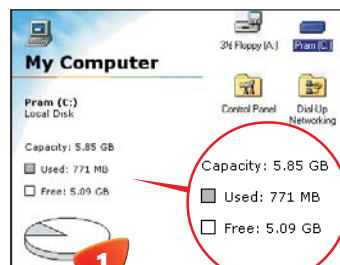 My Computer
Pram (C:)
Local Disk
Capacity: 5.85 GB
Used: 771 MB
Free: 5.09 GB
1
3½ Floppy (A:)
Pram (C:)
Control Panel
Dial-Up
Networking
Capacity: 5.85 GB
Used: 771 MB
Free: 5.09 GB